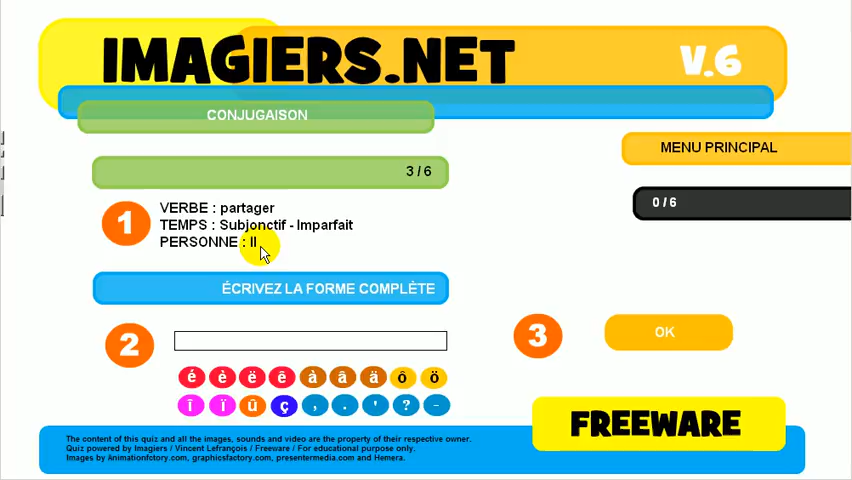 IMAGIERS.NET
V.6
CONJUGAISON
MENU PRINCIPAL
3 / 6
0 / 6
1
VERBE : partager
TEMPS : Subjonctif - Imparfait
PERSONNE : Il
ÉCRIVEZ LA FORME COMPLÈTE
2
3
OK
é è ë ê à â ä ô ö
î ï û ç , . ' ? -
FREEWARE
The content of this quiz and all the images, sounds and video are the property of their respective owner.
Quiz powered by Imagiers / Vincent Lefrançois / Freeware / For educational purpose only.
Images by Animationfctory.com, graphicsfactory.com, presentermedia.com and Hemera.